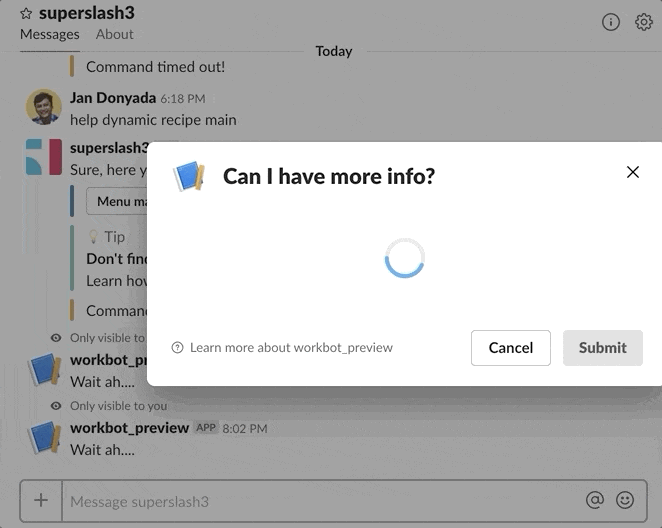 superslash3
Messages About
Today
Command timed out!
Jan Donyada 6:18 PM
help dynamic recipe main
superslash3
Sure, here y
Menu ma
Tip
Don't find
Learn how
Comman
Only visible to
workbot_pr
Wait ah....
Only visible to you
workbot_preview APP 8:02 PM
Wait ah....
Message superslash3
Can I have more info?
Learn more about workbot_preview
Cancel Submit